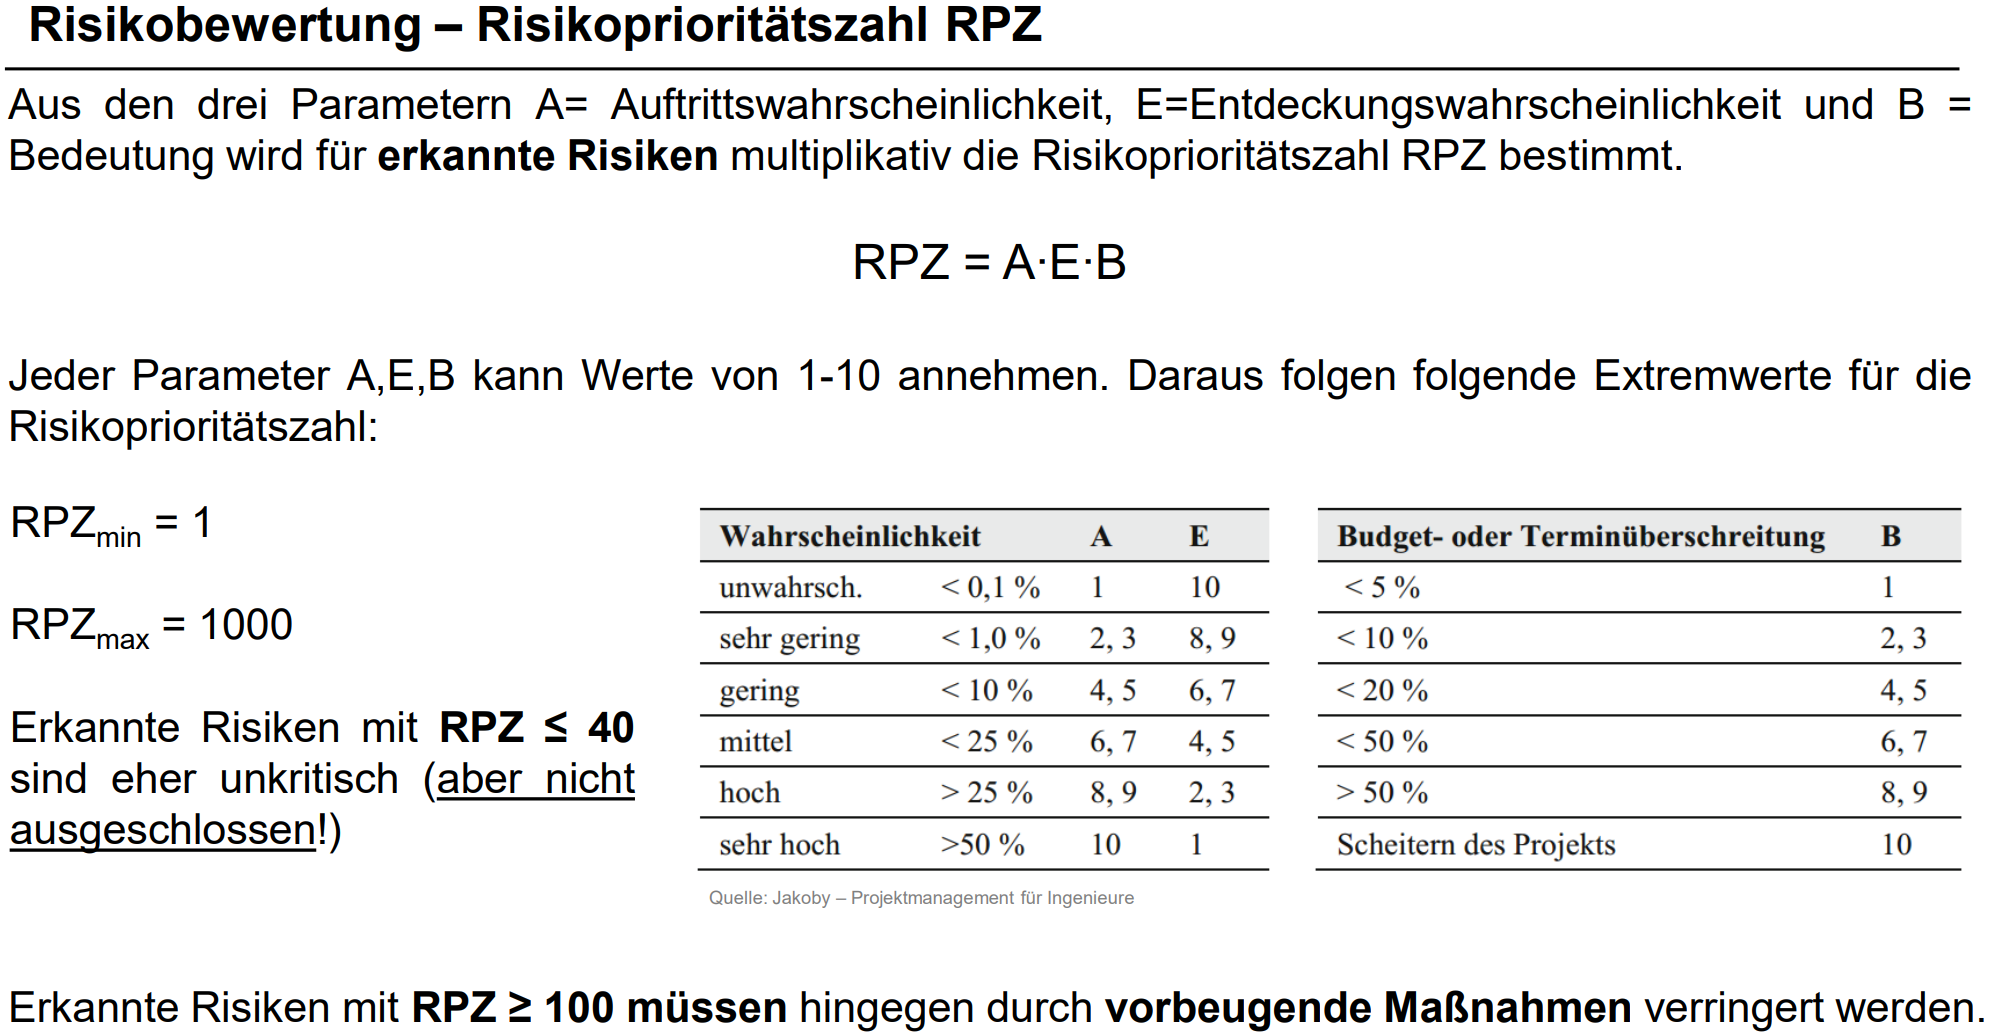 Risikobewertung – Risikoprioritätszahl RPZ
Aus den drei Parametern A= Auftrittswahrscheinlichkeit, E=Entdeckungswahrscheinlichkeit und B =
Bedeutung wird für erkannte Risiken multiplikativ die Risikoprioritätszahl RPZ bestimmt.
RPZ = A·E·B
Jeder Parameter A,E,B kann Werte von 1-10 annehmen. Daraus folgen folgende Extremwerte für die
Risikoprioritätszahl:
RPZmin = 1
RPZmax = 1000
Erkannte Risiken mit RPZ ≤ 40
sind eher unkritisch (aber nicht
ausgeschlossen!)
Wahrscheinlichkeit A E
unwahrsch. < 0,1 % 1 10
sehr gering < 1,0 % 2, 3 8, 9
gering < 10 % 4, 5 6, 7
mittel < 25 % 6, 7 4, 5
hoch > 25 % 8, 9 2, 3
sehr hoch >50 % 10 1
Budget- oder Terminüberschreitung B
< 5 % 1
< 10 % 2, 3
< 20 % 4, 5
< 50 % 6, 7
> 50 % 8, 9
Scheitern des Projekts 10
Quelle: Jakoby – Projektmanagement für Ingenieure
Erkannte Risiken mit RPZ ≥ 100 müssen hingegen durch vorbeugende Maßnahmen verringert werden.